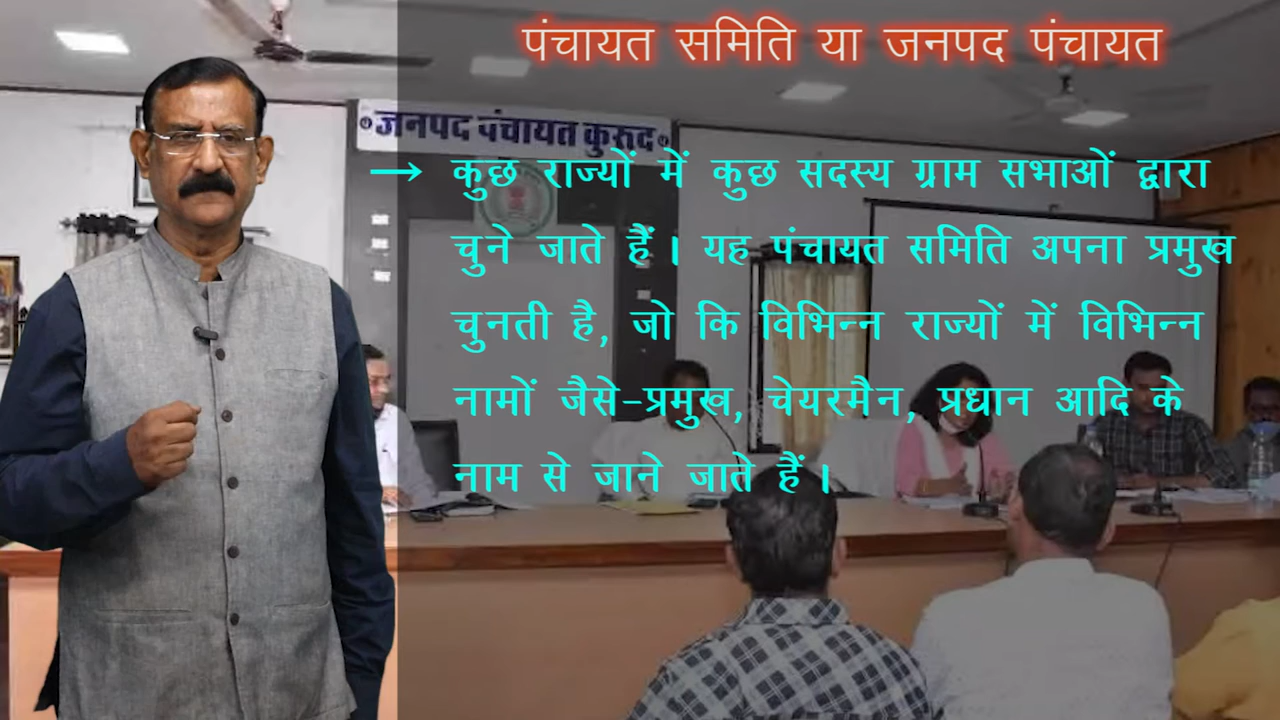 पंचायत समिति या जनपद पंचायत
जनपद पंचायत कुरूद
→ कुछ राज्यों में कुछ सदस्य ग्राम सभाओं द्वारा
चुने जाते हैं। यह पंचायत समिति अपना प्रमुख
चुनती है, जो कि विभिन्न राज्यों में विभिन्न
नामों जैसे-प्रमुख, चेयरमैन, प्रधान आदि के
नाम से जाने जाते हैं।